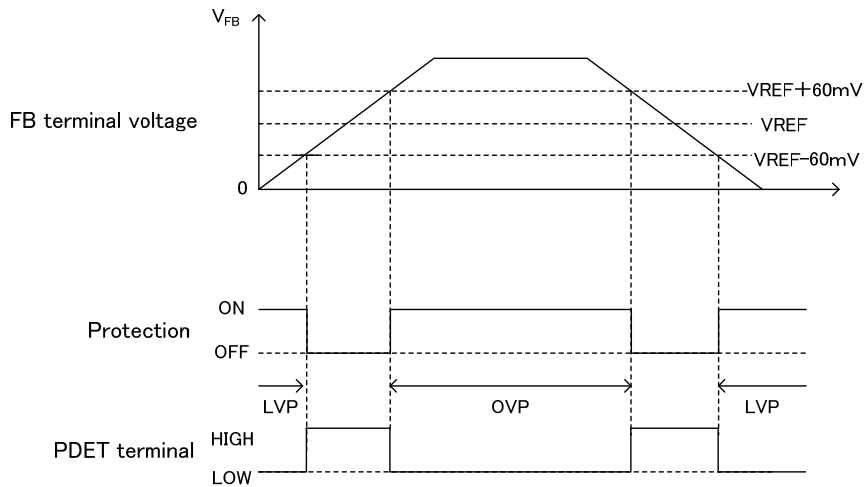 VFB
VREF+60mV
FB terminal voltage
VREF
VREF-60mV
0
ON
Protection
OFF
LVP
OVP
LVP
HIGH
PDET terminal
LOW